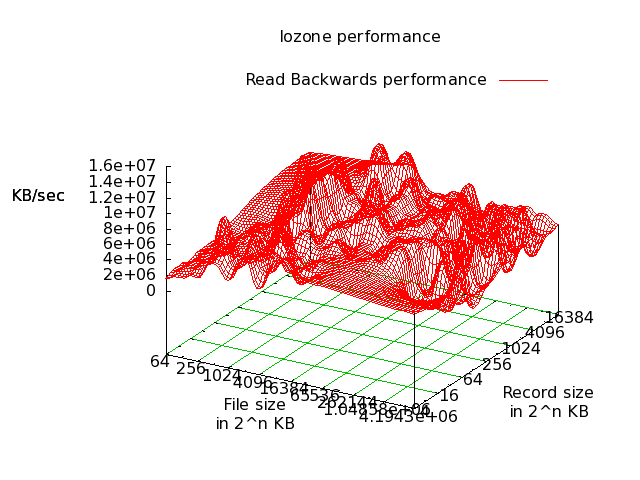 Iozone performance
Read Backwards performance
KB/sec
1.6e+07
1.4e+07
1.2e+07
1e+07
8e+06
6e+06
4e+06
2e+06
0
64
256
1024
4096
16384
65536
262144
1.04858e+06
4.1943e+06
File size
in 2^n KB
4
16
64
256
1024
4096
16384
Record size
in 2^n KB